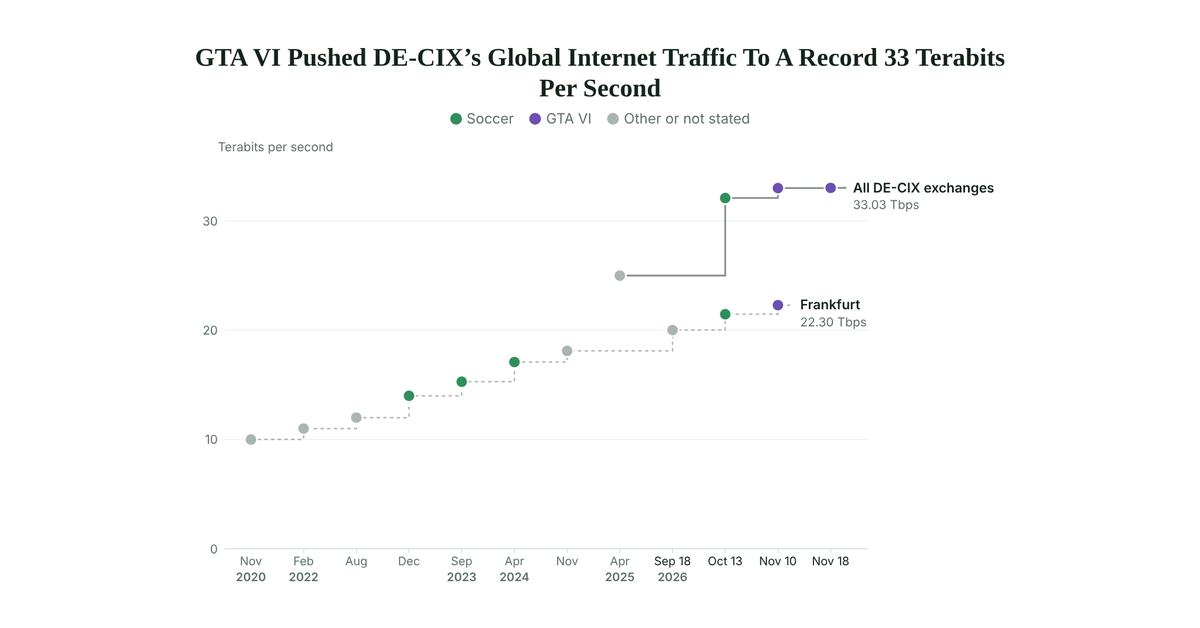 GTA VI Pushed DE-CIX’s Global Internet Traffic To A Record 33 Terabits
Per Second
Soccer GTA VI Other or not stated
Terabits per second
All DE-CIX exchanges
33.03 Tbps
30
Frankfurt
22.30 Tbps
20
10
0
Nov Feb Aug Dec Sep Apr Nov Apr Sep 18 Oct 13 Nov 10 Nov 18
2020 2022 2023 2024 2025 2026